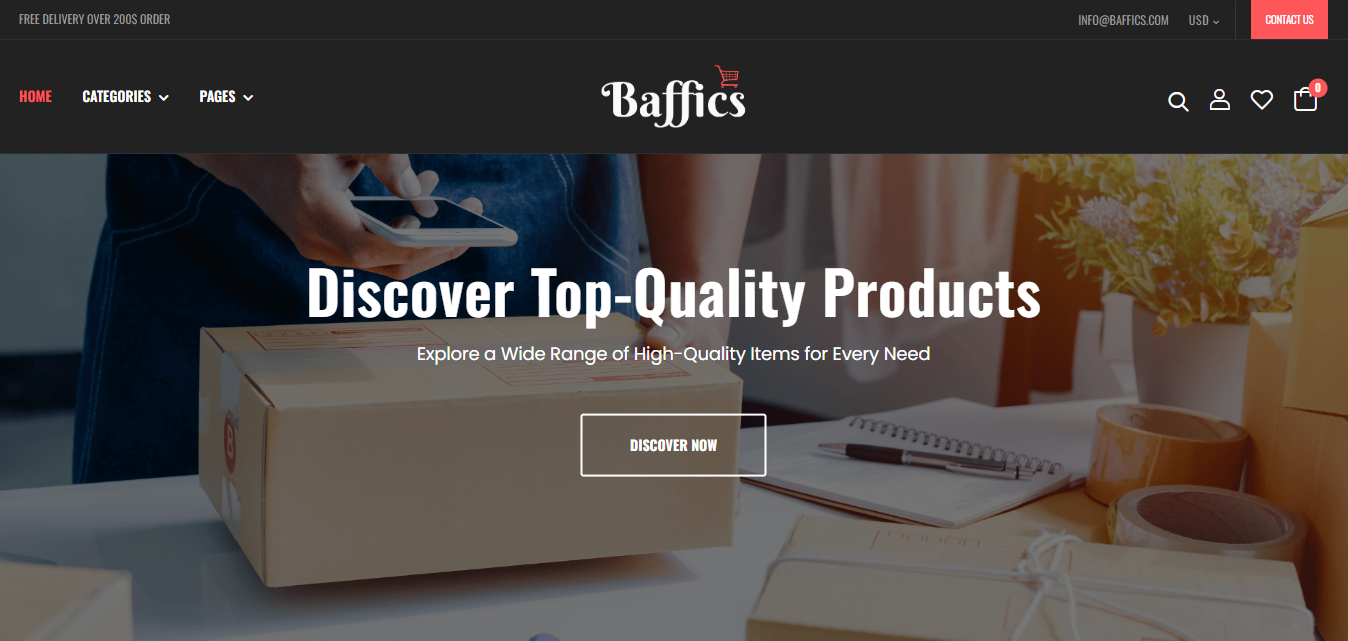 FREE DELIVERY OVER 200$ ORDER
INFO@BAFFICS.COM USD CONTACT US
HOME CATEGORIES PAGES
Baffics
0
Discover Top-Quality Products
Explore a Wide Range of High-Quality Items for Every Need
DISCOVER NOW